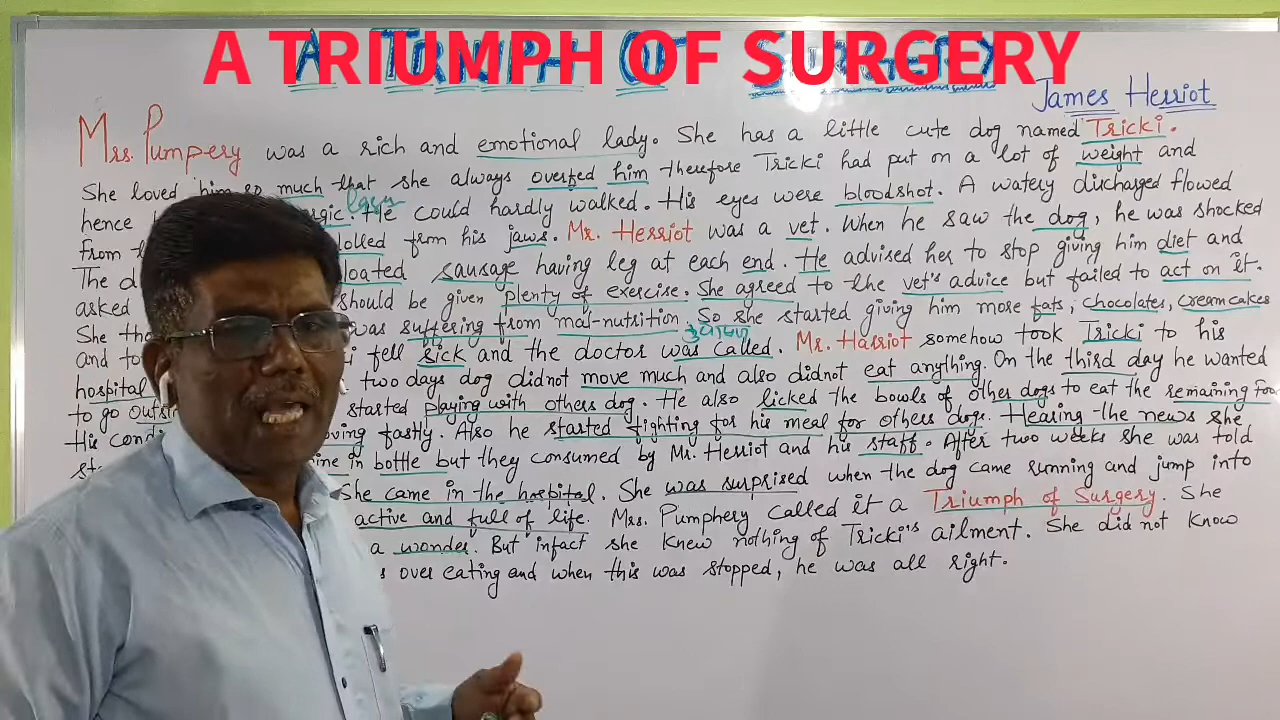 A TRIUMPH OF SURGERY
A Triumph Of Surgery
James Herriot
Mrs. Pumpery was a rich and emotional lady. She has a little cute dog named Tricki.
She loved him so much that she always overfed him therefore Tricki had put on a lot of weight and
hence He could hardly walked. His eyes were bloodshot. A watery discharged flowed
from lolled from his jaws. Mr. Herriot was a vet. When he saw the dog, he was shocked
The sausage having leg at each end. He advised her to stop giving him diet and
asked should be given plenty of exercise. She agreed to the vet's advice but failed to act on it.
She was suffering from mal-nutrition. So she started giving him more fats, chocolates, cream cakes
and fell sick and the doctor was called. Mr. Harriot somehow took Tricki to his
hospital two days dog didnot move much and also didnot eat anything. On the third day he wanted
to go started playing with others dog. He also licked the bowls of other dogs to eat the remaining food
His fastly. Also he started fighting for his meal for others dogs. Hearing the news she
in bottle but they consumed by Mr. Herriot and his staff. After two weeks she was told
She came in the hospital. She was surprised when the dog came running and jump into
active and full of life. Mrs. Pumphery called it a Triumph of Surgery. She
a wonder. But infact she knew nothing of Tricki's ailment. She did not know
over eating and when this was stopped, he was all right.